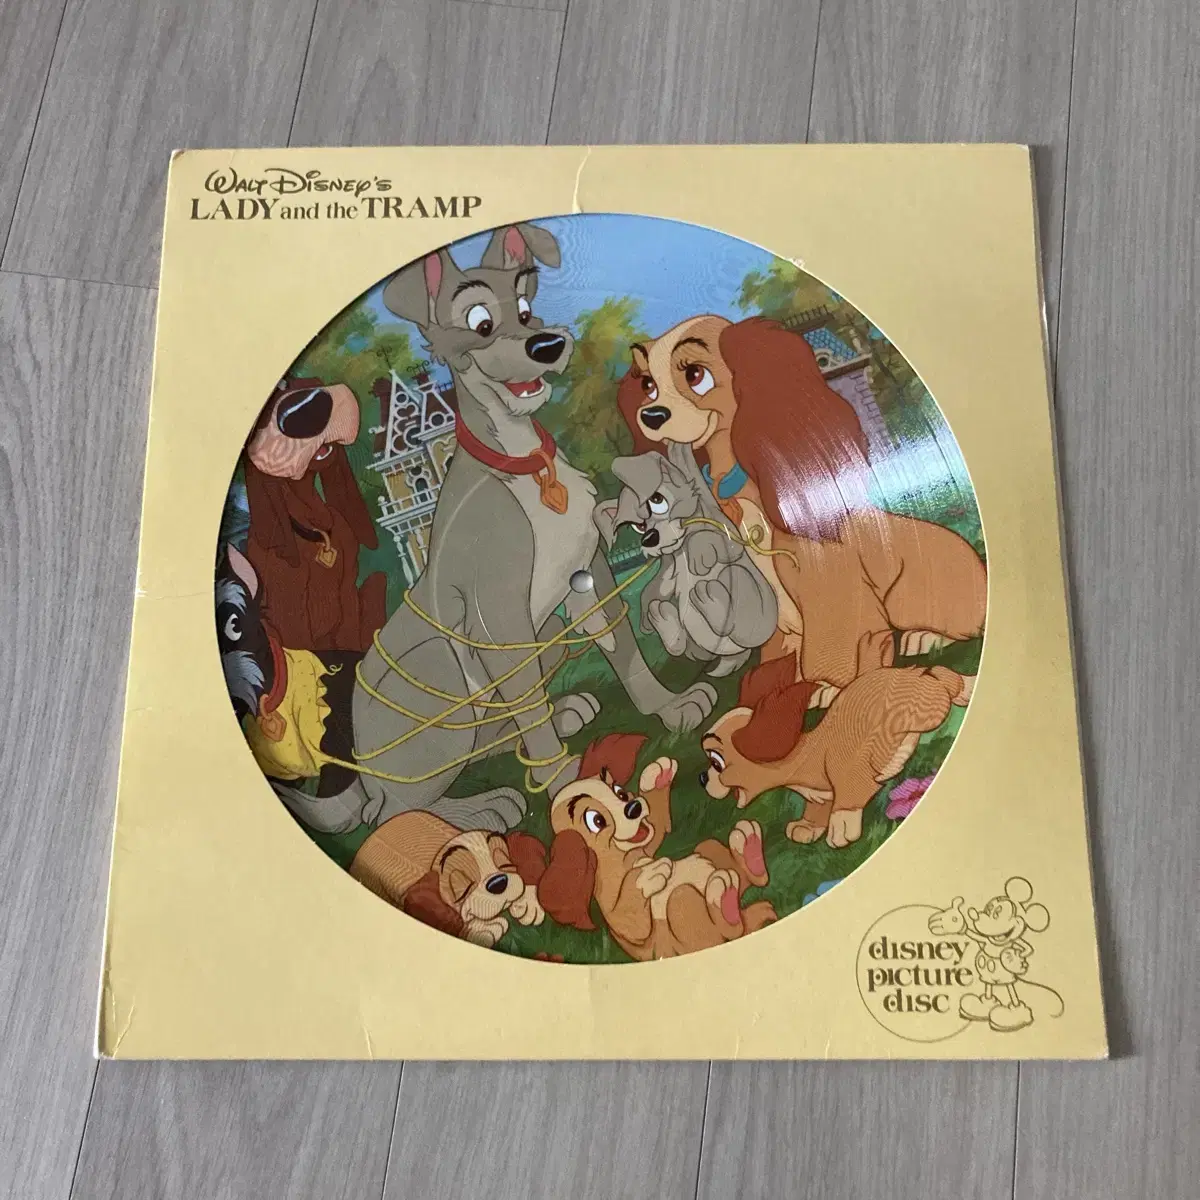 Walt Disney's
LADY and the TRAMP
disney
picture
disc